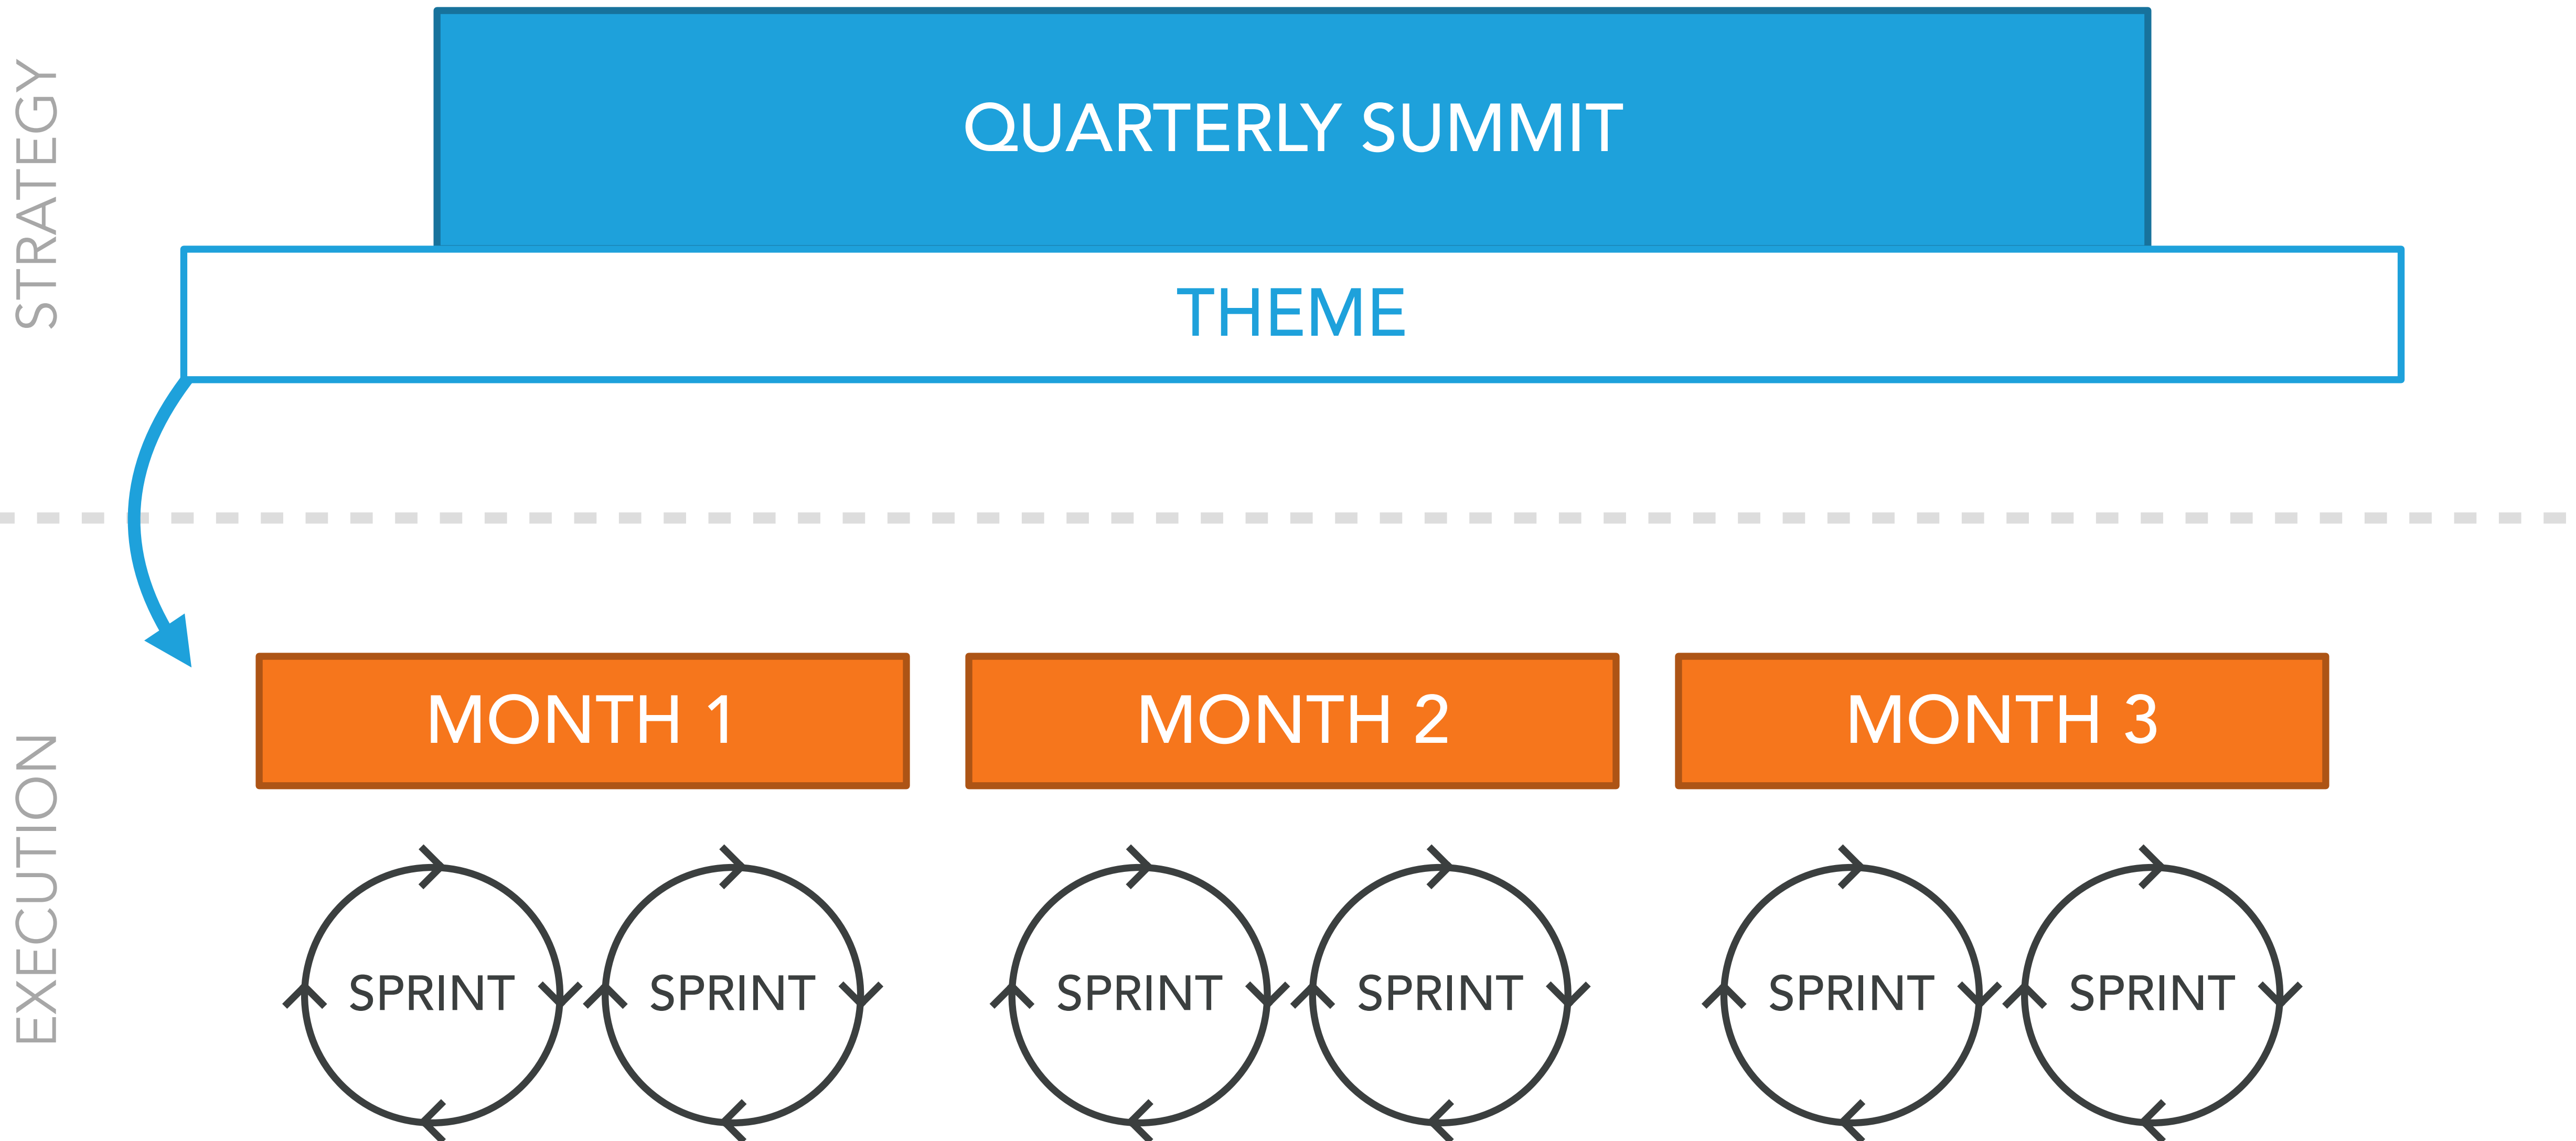 STRATEGY
QUARTERLY SUMMIT
THEME
EXECUTION
MONTH 1
MONTH 2
MONTH 3
SPRINT
SPRINT
SPRINT
SPRINT
SPRINT
SPRINT